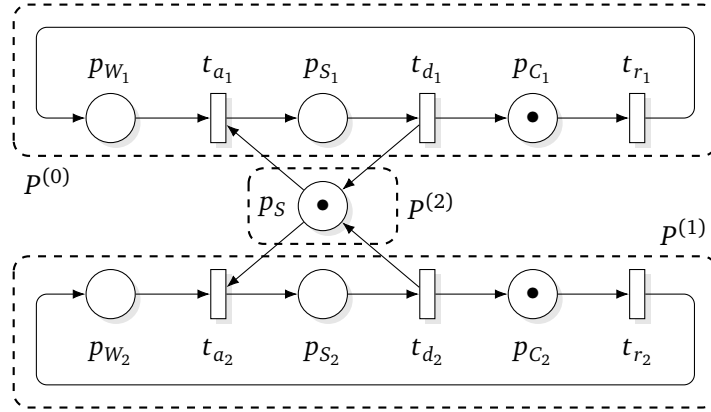 p_{W_1} t_{a_1} p_{S_1} t_{d_1} p_{C_1} t_{r_1}
P^{(0)}
p_S P^{(2)}
P^{(1)}
p_{W_2} t_{a_2} p_{S_2} t_{d_2} p_{C_2} t_{r_2}